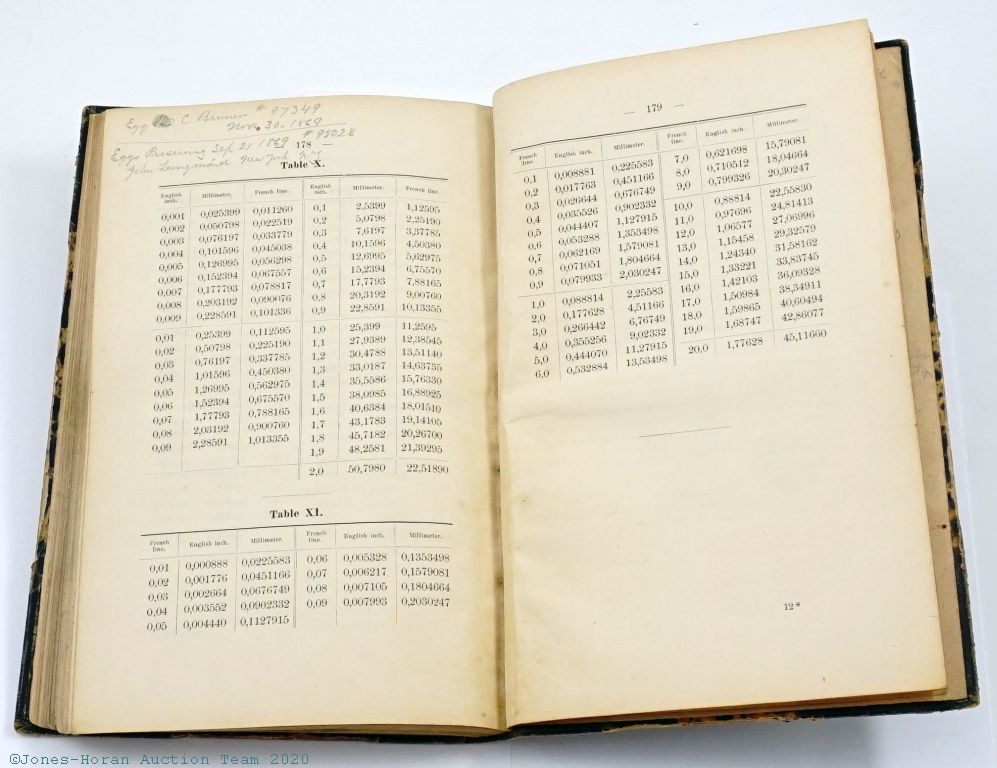 Egg C Brunon # 97349
Nov. 30. 1869
# 95028
Eggs Preserving Sep 21 1869
178 —
John New York N.Y
Table X.
English inch. Millimeter. French line. English inch. Millimeter. French line.
0,001 0,025399 0,011260 0,1 2,5399 1,12595
0,002 0,050798 0,022519 0,2 5,0798 2,25190
0,003 0,076197 0,033779 0,3 7,6197 3,37785
0,004 0,101596 0,045038 0,4 10,1596 4,50380
0,005 0,126995 0,056298 0,5 12,6995 5,62975
0,006 0,152394 0,067557 0,6 15,2394 6,75570
0,007 0,177793 0,078817 0,7 17,7793 7,88165
0,008 0,203192 0,090076 0,8 20,3192 9,00760
0,009 0,228591 0,101336 0,9 22,8591 10,13355
0,01 0,25399 0,112595 1,0 25,399 11,2595
0,02 0,50798 0,225190 1,1 27,9389 12,38545
0,03 0,76197 0,337785 1,2 30,4788 13,51140
0,04 1,01596 0,450380 1,3 33,0187 14,63735
0,05 1,26995 0,562975 1,4 35,5586 15,76330
0,06 1,52394 0,675570 1,5 38,0985 16,88925
0,07 1,77793 0,788165 1,6 40,6384 18,01510
0,08 2,03192 0,900760 1,7 43,1783 19,14105
0,09 2,28591 1,013355 1,8 45,7182 20,26700
1,9 48,2581 21,39295
2,0 50,7980 22,51890
Table XI.
French line. English inch. Millimeter. French line. English inch. Millimeter.
0,01 0,000888 0,0225583 0,06 0,005328 0,1353498
0,02 0,001776 0,0451166 0,07 0,006217 0,1579081
0,03 0,002664 0,0676749 0,08 0,007105 0,1804664
0,04 0,003552 0,0902332 0,09 0,007993 0,2030247
0,05 0,004440 0,1127915
— 179 —
French line. English inch. Millimeter. French line. English inch. Millimeter.
0,1 0,008881 0,225583 7,0 0,621698 15,79081
0,2 0,017763 0,451166 8,0 0,710512 18,04664
0,3 0,026644 0,676749 9,0 0,799326 20,30247
0,4 0,035526 0,902332 10,0 0,88814 22,55830
0,5 0,044407 1,127915 11,0 0,97696 24,81413
0,6 0,053288 1,353498 12,0 1,06577 27,06996
0,7 0,062169 1,579081 13,0 1,15458 29,32579
0,8 0,071051 1,804664 14,0 1,24340 31,58162
0,9 0,079933 2,030247 15,0 1,33221 33,83745
1,0 0,088814 2,25583 16,0 1,42103 36,09328
2,0 0,177628 4,51166 17,0 1,50984 38,34911
3,0 0,266442 6,76749 18,0 1,59865 40,60494
4,0 0,355256 9,02332 19,0 1,68747 42,86077
5,0 0,444070 11,27915 20,0 1,77628 45,11660
6,0 0,532884 13,53498
12*
©Jones-Horan Auction Team 2020